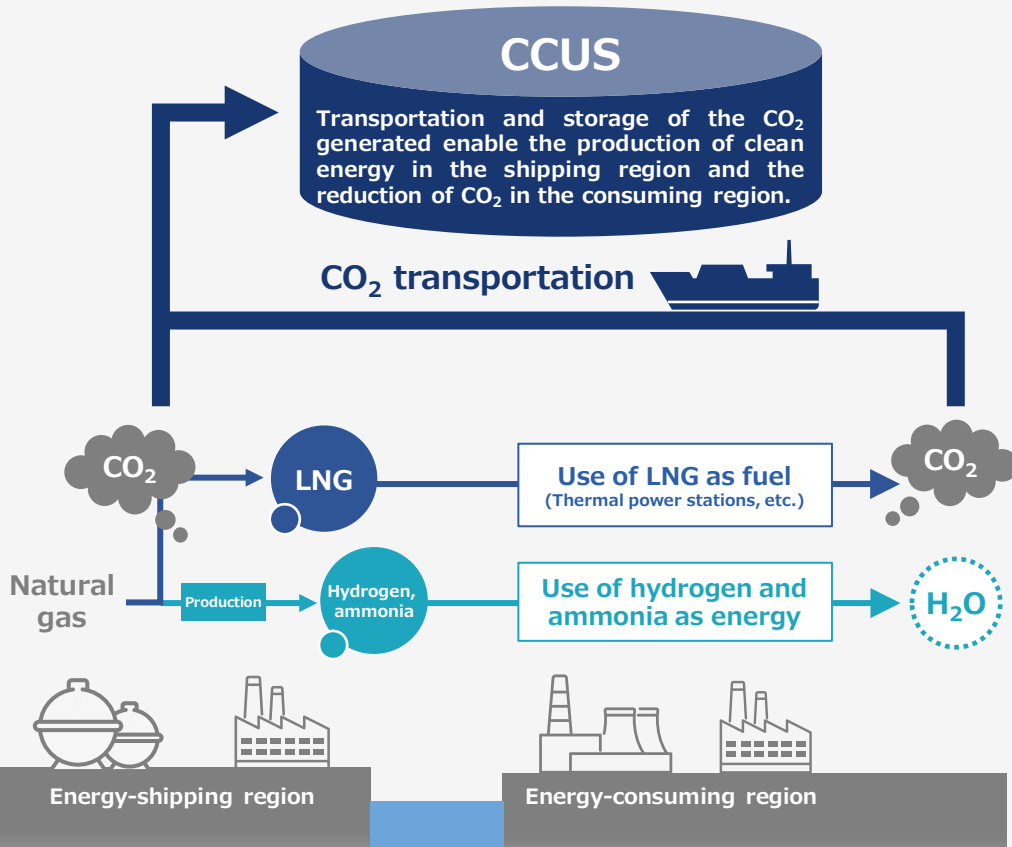 CCUS
Transportation and storage of the CO₂
generated enable the production of clean
energy in the shipping region and the
reduction of CO₂ in the consuming region.
CO₂ transportation
CO₂
LNG
Use of LNG as fuel
(Thermal power stations, etc.)
CO₂
Natural
gas
Production
Hydrogen,
ammonia
Use of hydrogen and
ammonia as energy
H₂O
Energy-shipping region
Energy-consuming region